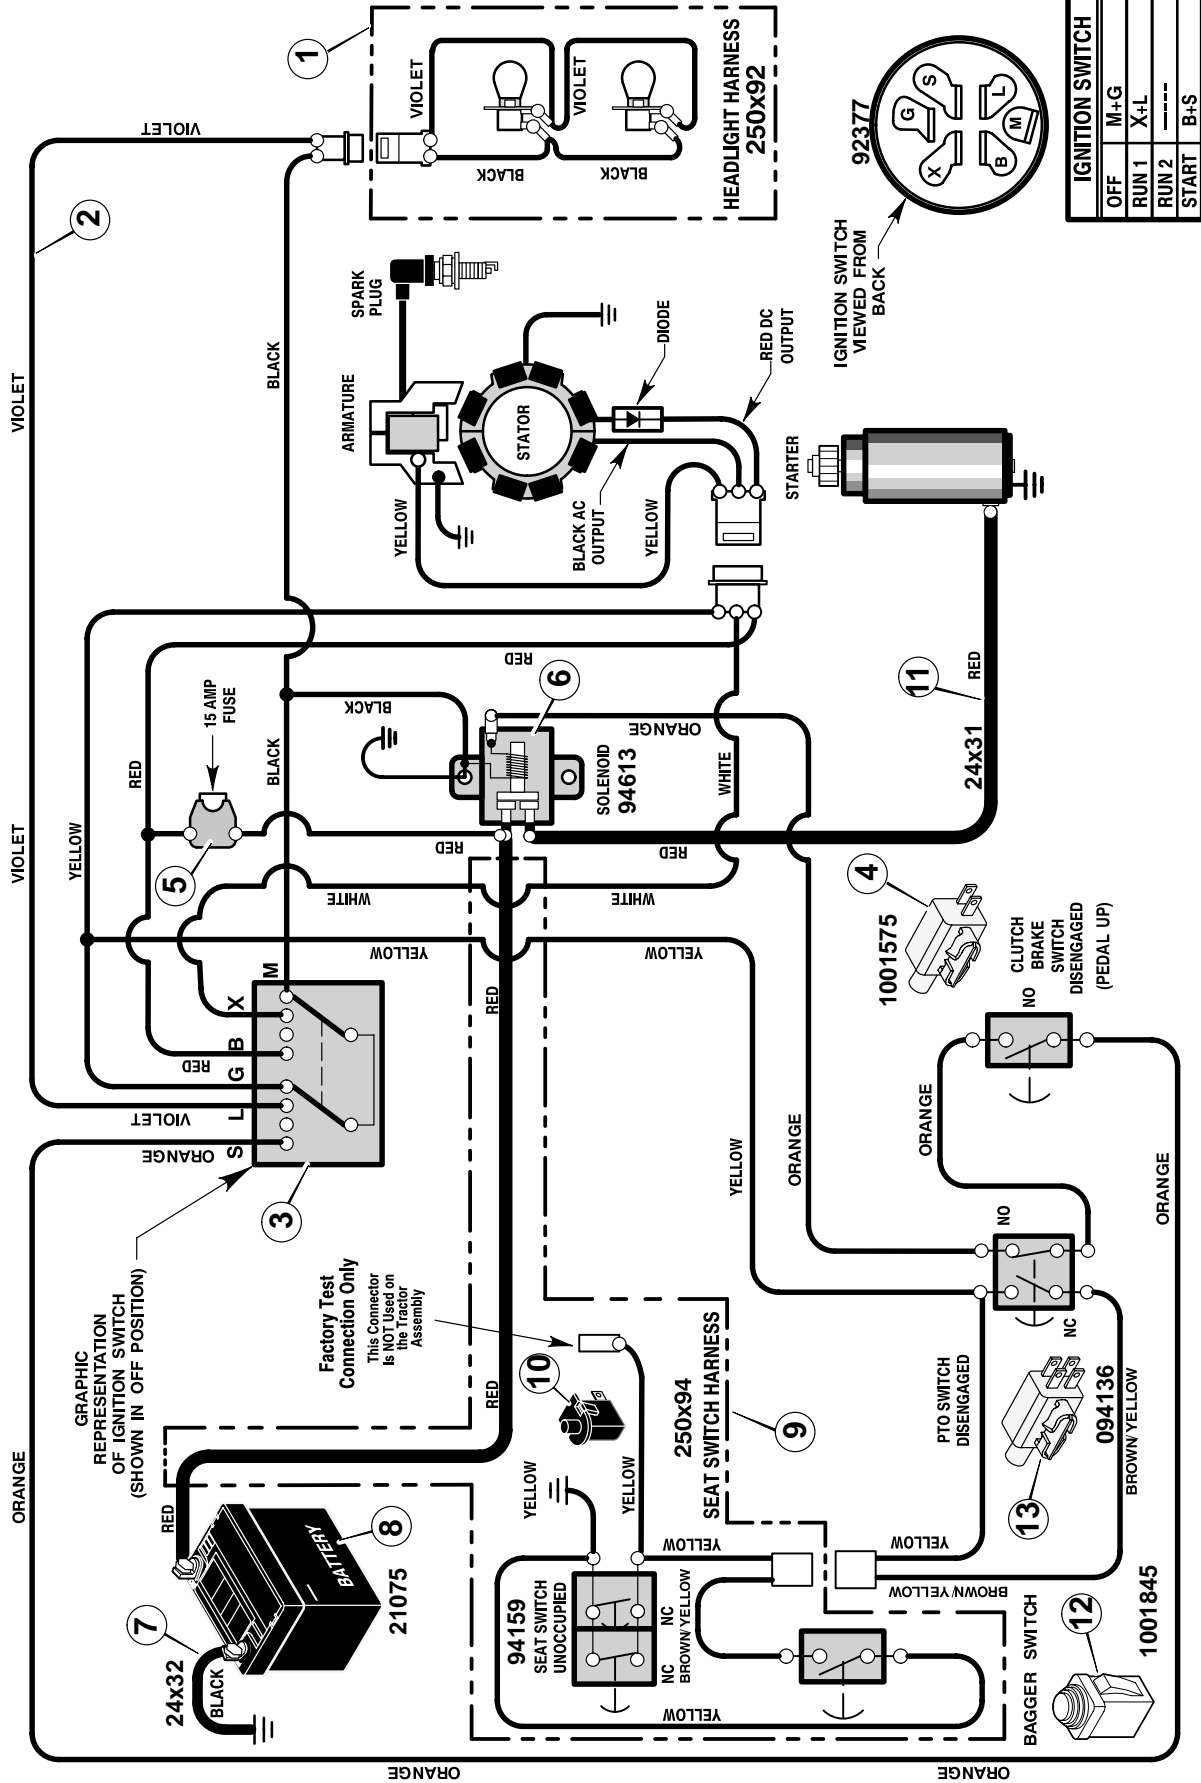 VIOLET
VIOLET
VIOLET
ORANGE
2
1
VIOLET
VIOLET
VIOLET
BLACK
BLACK
HEADLIGHT HARNESS
250x92
BLACK
BLACK
SPARK
PLUG
ARMATURE
STATOR
DIODE
RED DC
OUTPUT
BLACK AC
OUTPUT
YELLOW
YELLOW
STARTER
92377
IGNITION SWITCH
VIEWED FROM
BACK
X
G
S
B
M
L
IGNITION SWITCH
OFF M+G
RUN 1 X+L
RUN 2 -----
START B+S
RED
15 AMP
FUSE
5
YELLOW
RED
BLACK
6
SOLENOID
94613
ORANGE
WHITE
RED
RED
11
24x31
RED
WHITE
WHITE
YELLOW
YELLOW
RED
S
L
G
B
X
M
ORANGE
VIOLET
RED
3
GRAPHIC
REPRESENTATION
OF IGNITION SWITCH
(SHOWN IN OFF POSITION)
4
1001575
CLUTCH
BRAKE
SWITCH
DISENGAGED
(PEDAL UP)
NO
ORANGE
ORANGE
ORANGE
YELLOW
NO
NC
PTO SWITCH
DISENGAGED
13
094136
BROWN/YELLOW
Factory Test
Connection Only
This Connector
Is NOT Used on
the Tractor
Assembly
10
250x94
SEAT SWITCH HARNESS
9
RED
RED
BATTERY
8
21075
7
24x32
BLACK
YELLOW
YELLOW
94159
SEAT SWITCH
UNOCCUPIED
NC
NC
YELLOW
BROWN/YELLOW
YELLOW
BROWN/YELLOW
YELLOW
YELLOW
BAGGER SWITCH
12
1001845
ORANGE
ORANGE